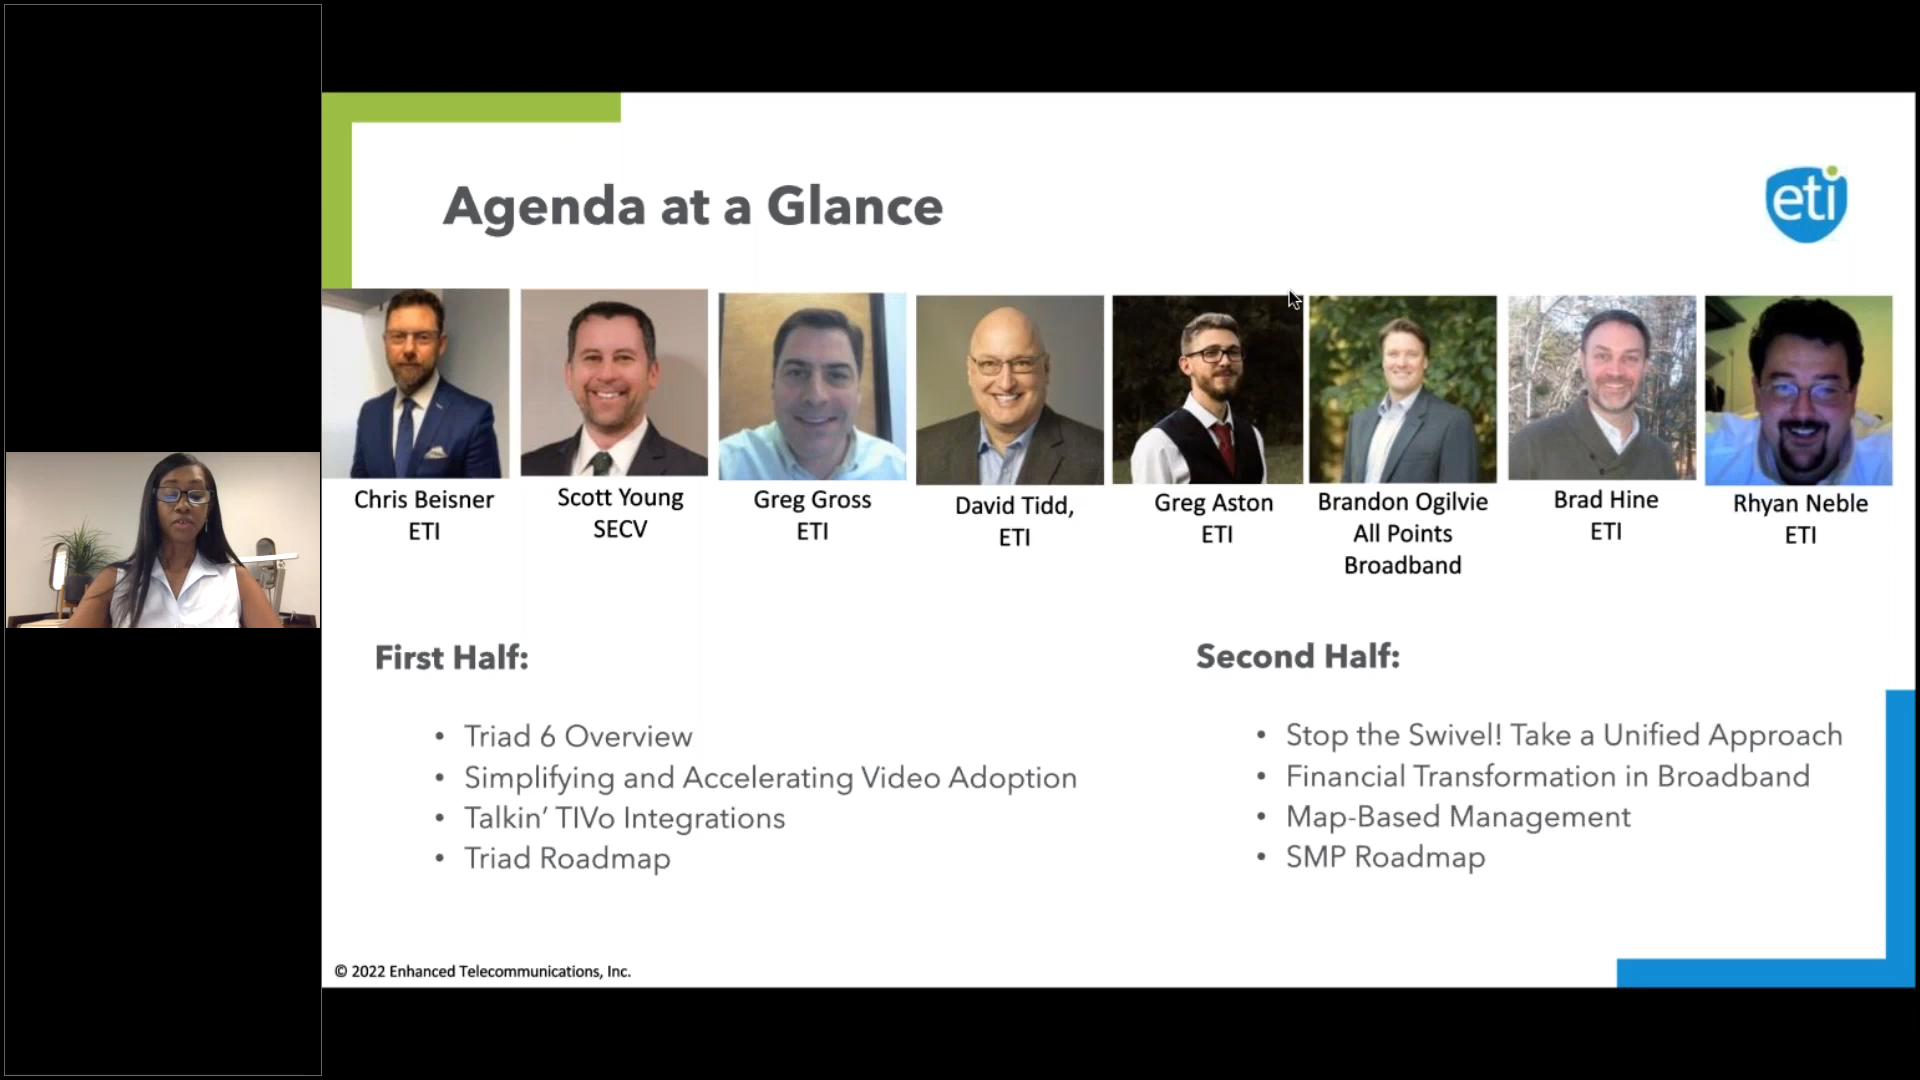 Agenda at a Glance
eti
Chris Beisner
ETI
Scott Young
SECV
Greg Gross
ETI
David Tidd,
ETI
Greg Aston
ETI
Brandon Ogilvie
All Points
Broadband
Brad Hine
ETI
Rhyan Neble
ETI
First Half:
• Triad 6 Overview
• Simplifying and Accelerating Video Adoption
• Talkin’ TIVo Integrations
• Triad Roadmap
Second Half:
• Stop the Swivel! Take a Unified Approach
• Financial Transformation in Broadband
• Map-Based Management
• SMP Roadmap
© 2022 Enhanced Telecommunications, Inc.